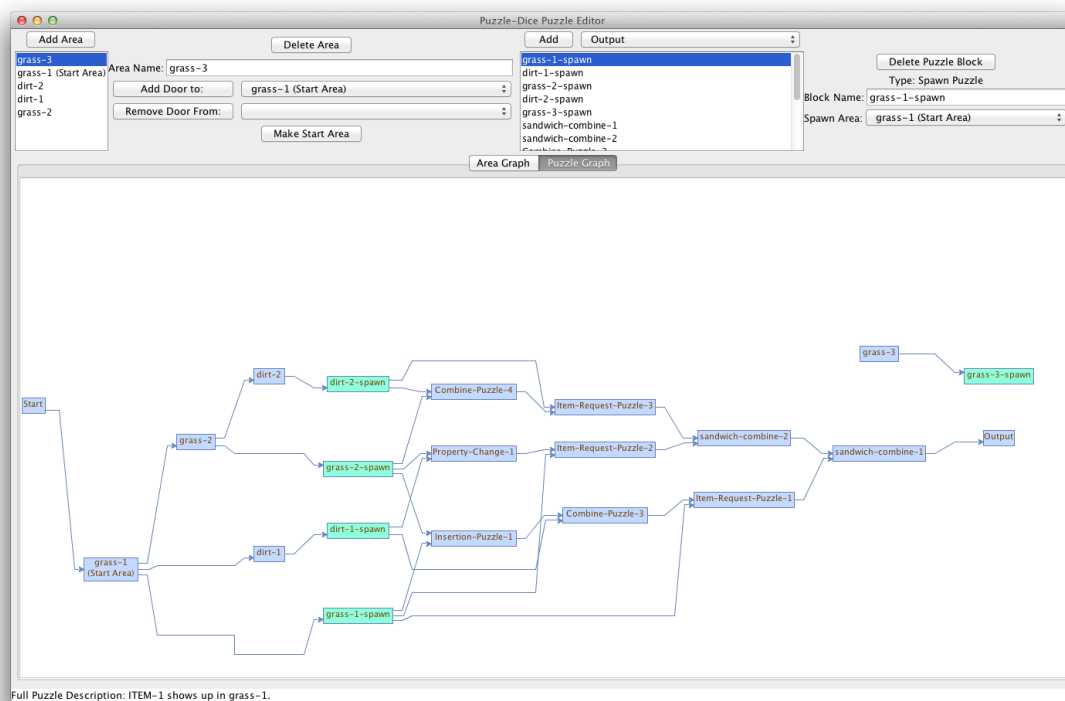 Puzzle-Dice Puzzle Editor
Add Area
Delete Area
Add
Output
grass-3
grass-1 (Start Area)
dirt-2
dirt-1
grass-2
Area Name:
grass-3
Add Door to:
grass-1 (Start Area)
Remove Door From:
Make Start Area
grass-1-spawn
dirt-1-spawn
grass-2-spawn
dirt-2-spawn
grass-3-spawn
sandwich-combine-1
sandwich-combine-2
Combine-Puzzle-3
Delete Puzzle Block
Type: Spawn Puzzle
Block Name:
grass-1-spawn
Spawn Area:
grass-1 (Start Area)
Area Graph
Puzzle Graph
grass-3
grass-3-spawn
dirt-2
dirt-2-spawn
Combine-Puzzle-4
Start
Item-Request-Puzzle-3
grass-2
sandwich-combine-2
Output
Property-Change-1
Item-Request-Puzzle-2
sandwich-combine-1
grass-2-spawn
Item-Request-Puzzle-1
Combine-Puzzle-3
dirt-1-spawn
Insertion-Puzzle-1
dirt-1
grass-1
(Start Area)
grass-1-spawn
Full Puzzle Description: ITEM-1 shows up in grass-1.